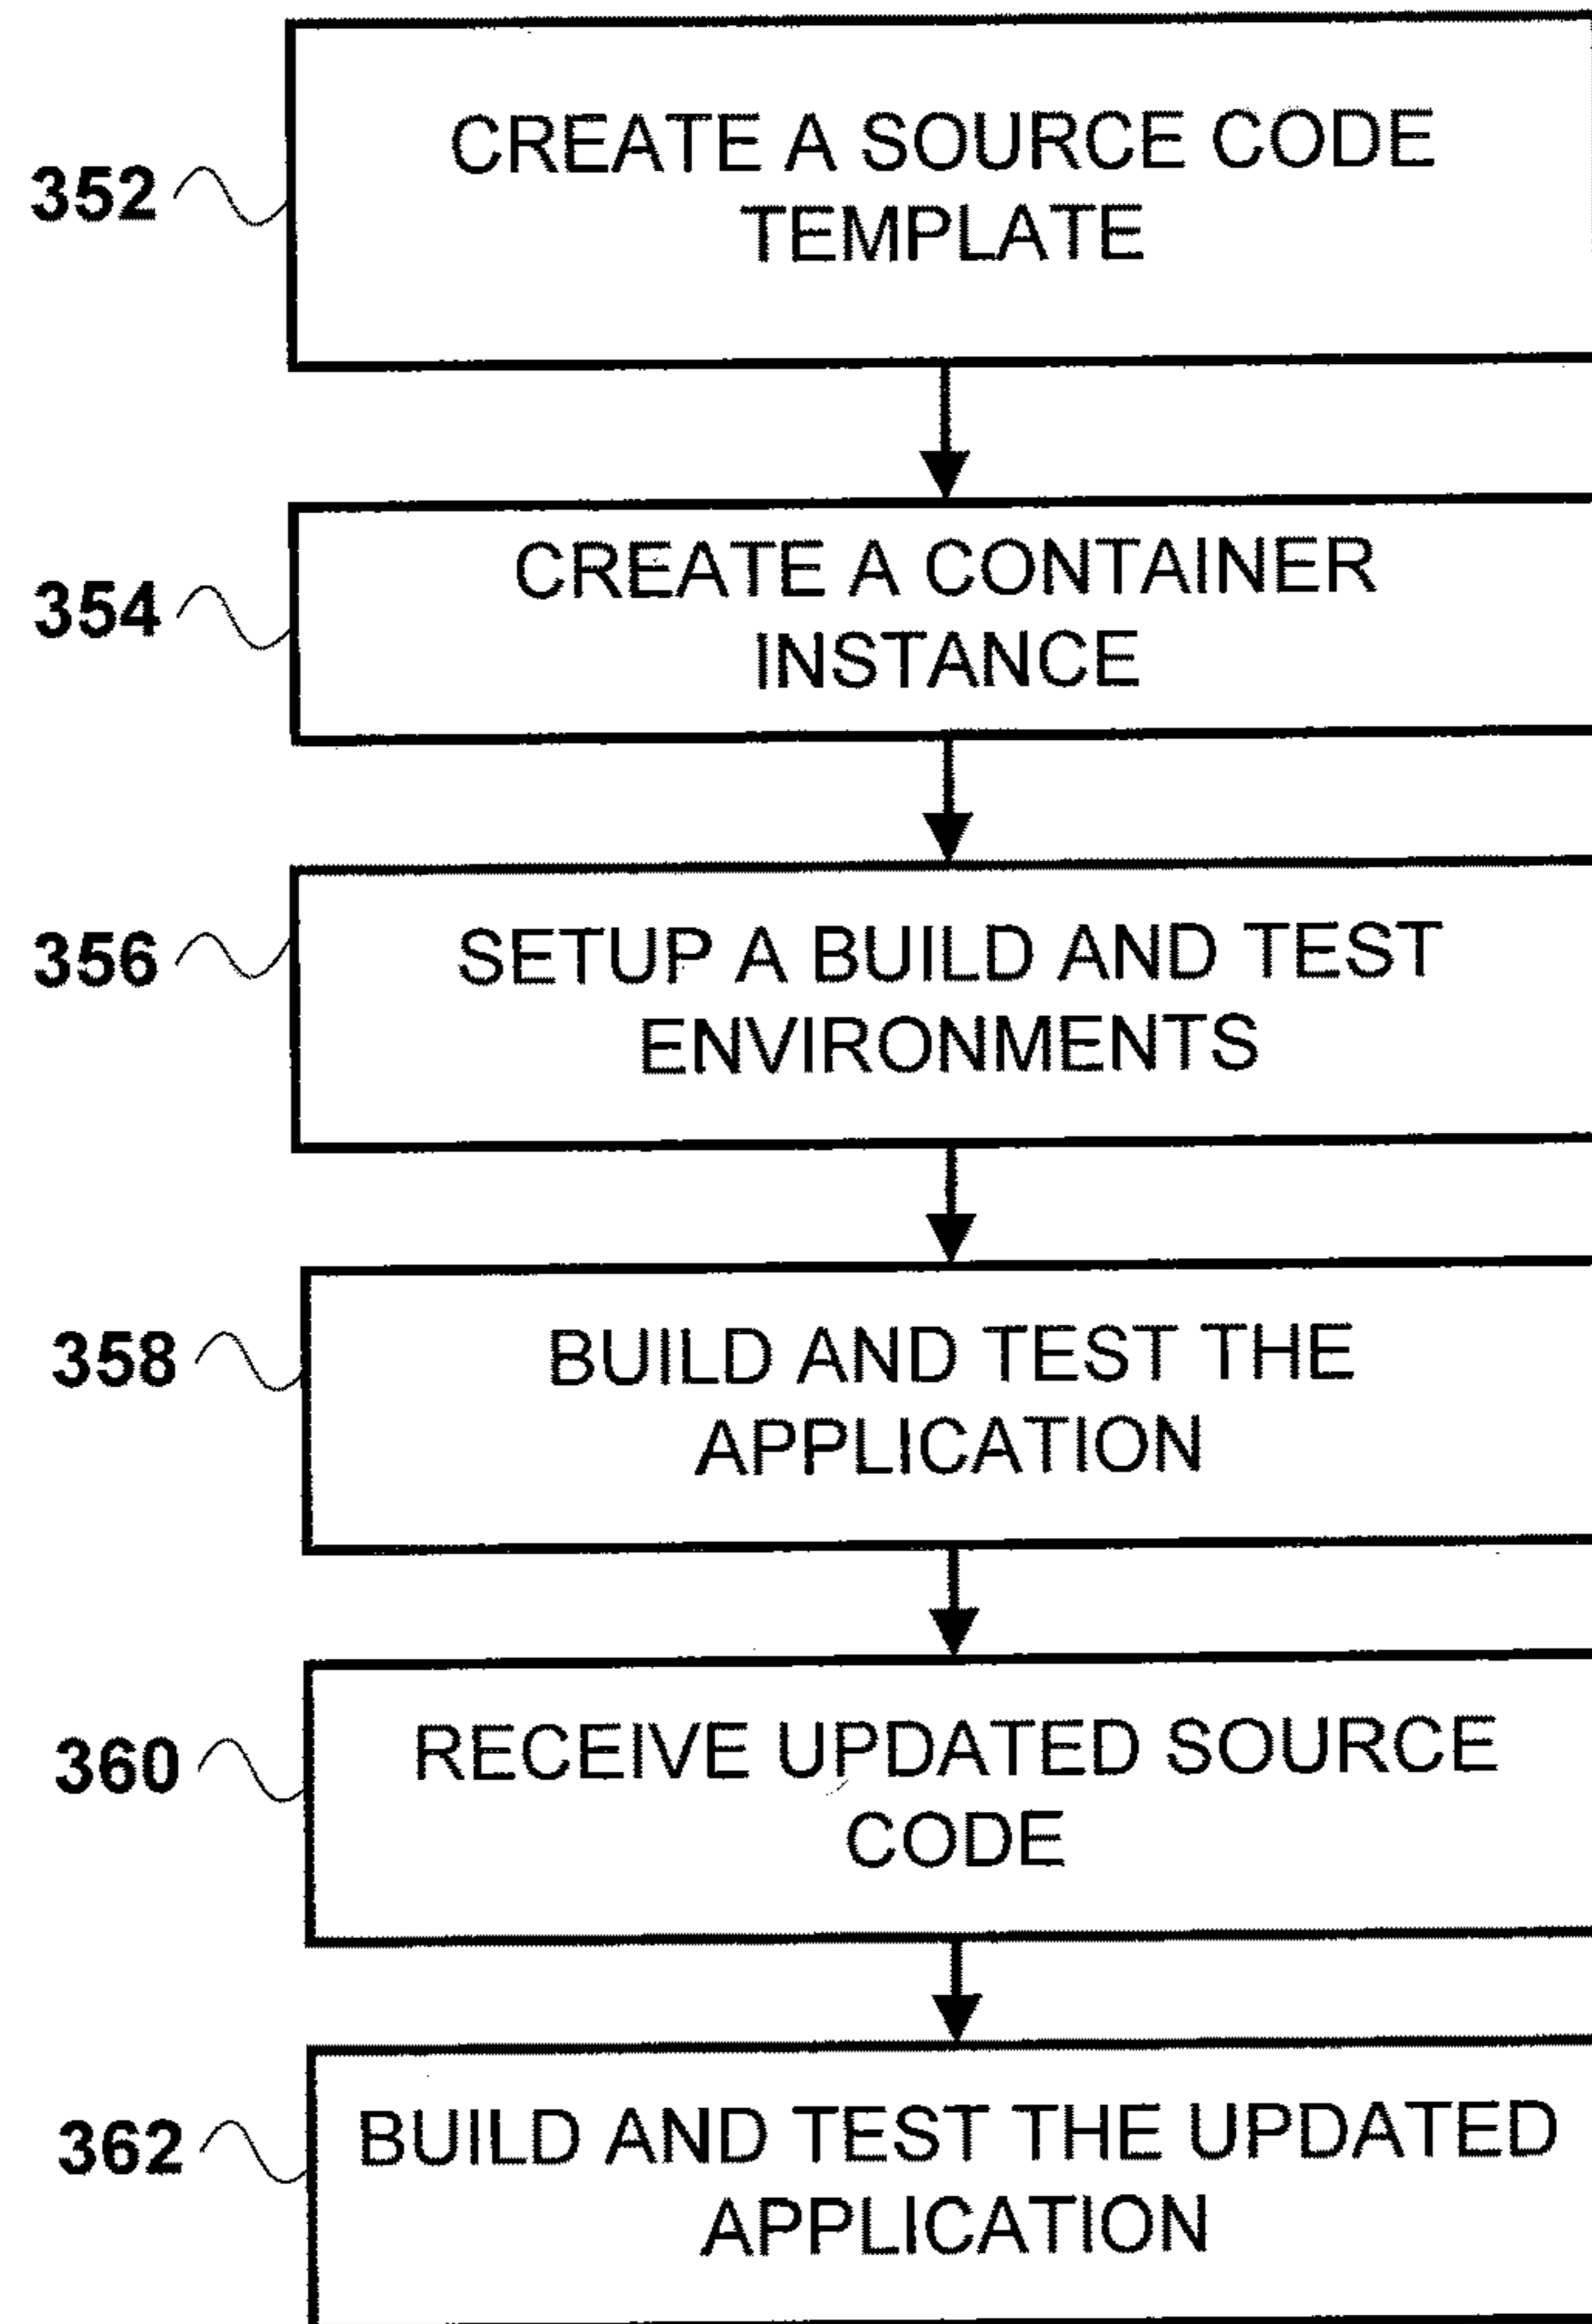 352
CREATE A SOURCE CODE
TEMPLATE
354
CREATE A CONTAINER
INSTANCE
356
SETUP A BUILD AND TEST
ENVIRONMENTS
358
BUILD AND TEST THE
APPLICATION
360
RECEIVE UPDATED SOURCE
CODE
362
BUILD AND TEST THE UPDATED
APPLICATION